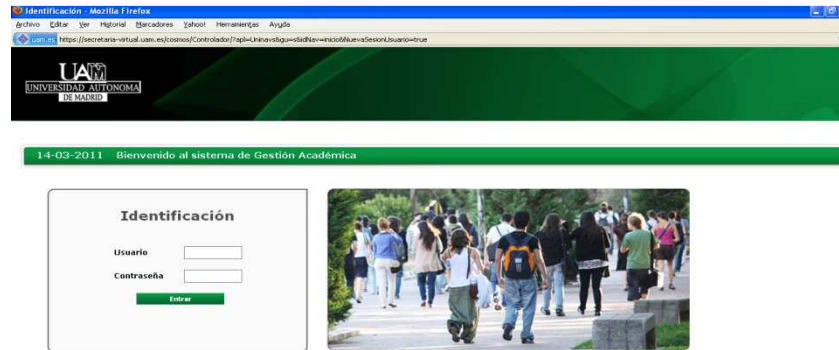 Identificación - Mozilla Firefox
Archivo Editar Ver Historial Marcadores Yahoo! Herramientas Ayuda
uam.es https://secretaria-virtual.uam.es/cosmos/Controlador/?apl=Uninavs&gu=s&idNav=inicio&NuevaSesionUsuario=true
UAM
UNIVERSIDAD AUTONOMA
DE MADRID
14-03-2011 Bienvenido al sistema de Gestión Académica
Identificación
Usuario
Contraseña
Entrar